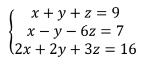 x + y + z = 9
x − y − 6z = 7
2x + 2y + 3z = 16